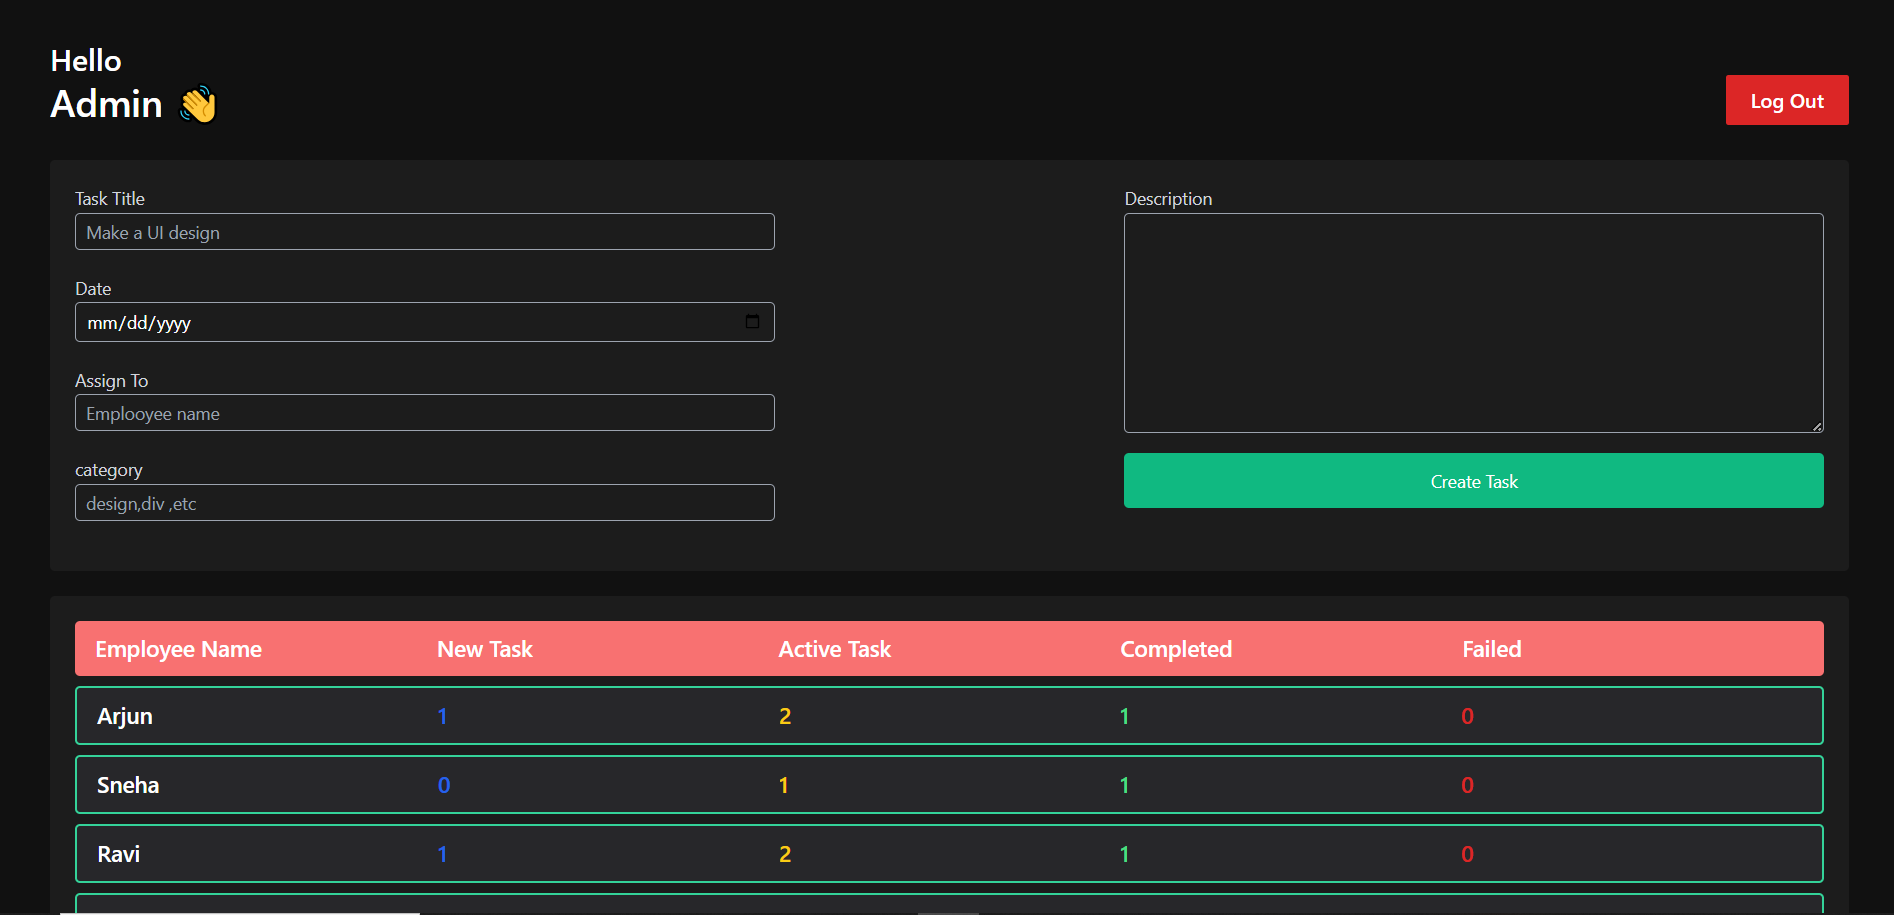 Hello
Admin 👋
Log Out
Task Title
Make a UI design
Date
mm/dd/yyyy
Assign To
Emplooyee name
category
design,div ,etc
Description
Create Task
Employee Name New Task Active Task Completed Failed
Arjun 1 2 1 0
Sneha 0 1 1 0
Ravi 1 2 1 0